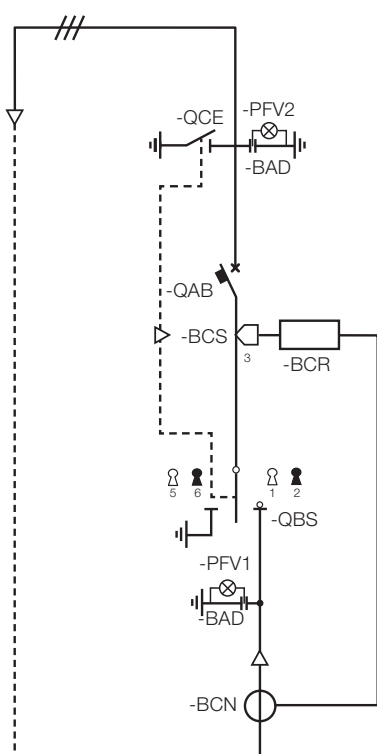 -PFV2
-QCE
-BAD
-QAB
-BCS
3
-BCR
5 6 1 2
-QBS
-PFV1
-BAD
-BCN